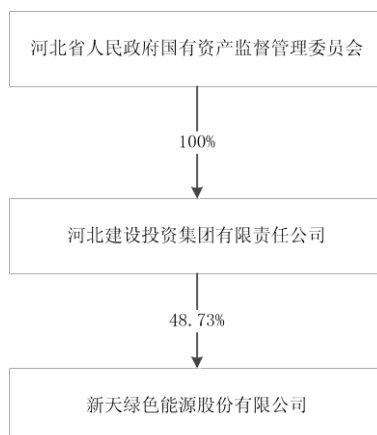 河北省人民政府国有资产监督管理委员会
100%
河北建设投资集团有限责任公司
48.73%
新天绿色能源股份有限公司